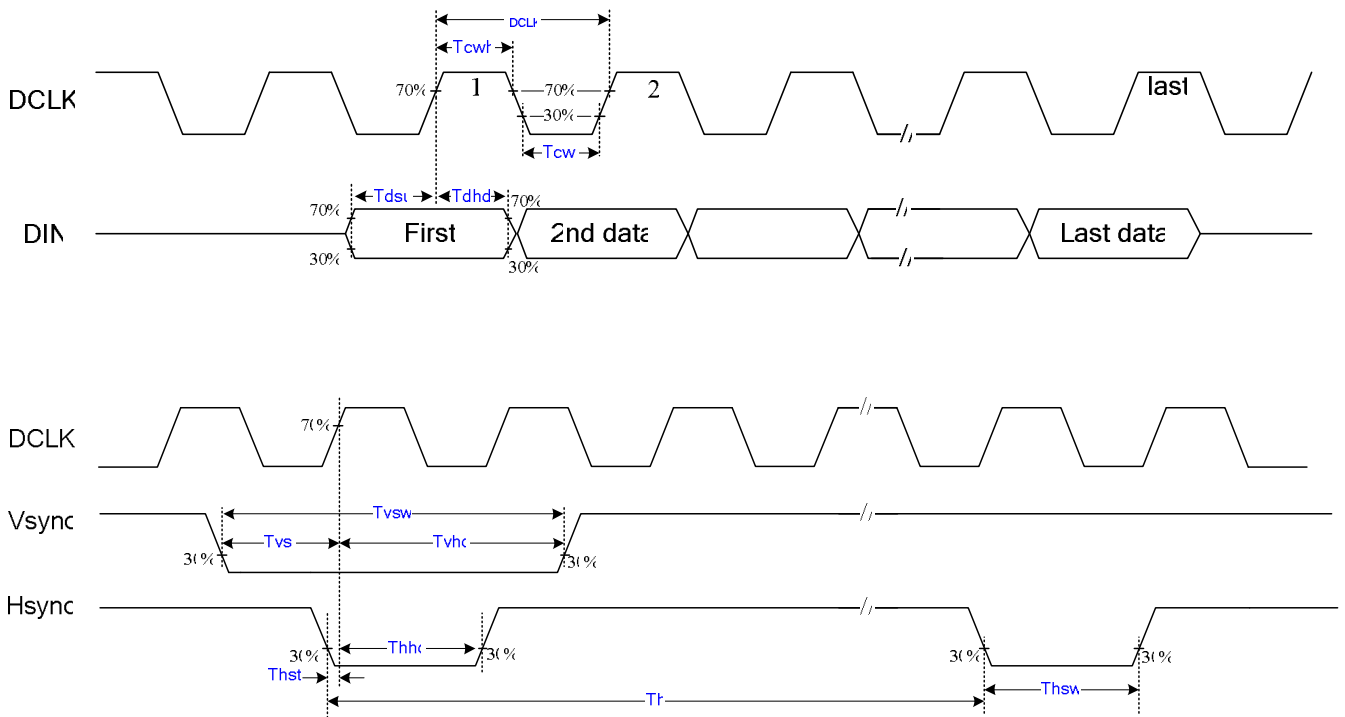 DCLK
Tcwh
DCLK
70%
1
70%
2
last
30%
Tcw
DIN
Tdsu
Tdhd
70%
70%
First
2nd data
Last data
30%
30%
DCLK
70%
Vsync
Tvsw
Tvs
Tvhd
30%
30%
Hsync
30%
Thhd
30%
30%
30%
Thst
Thsw
Th